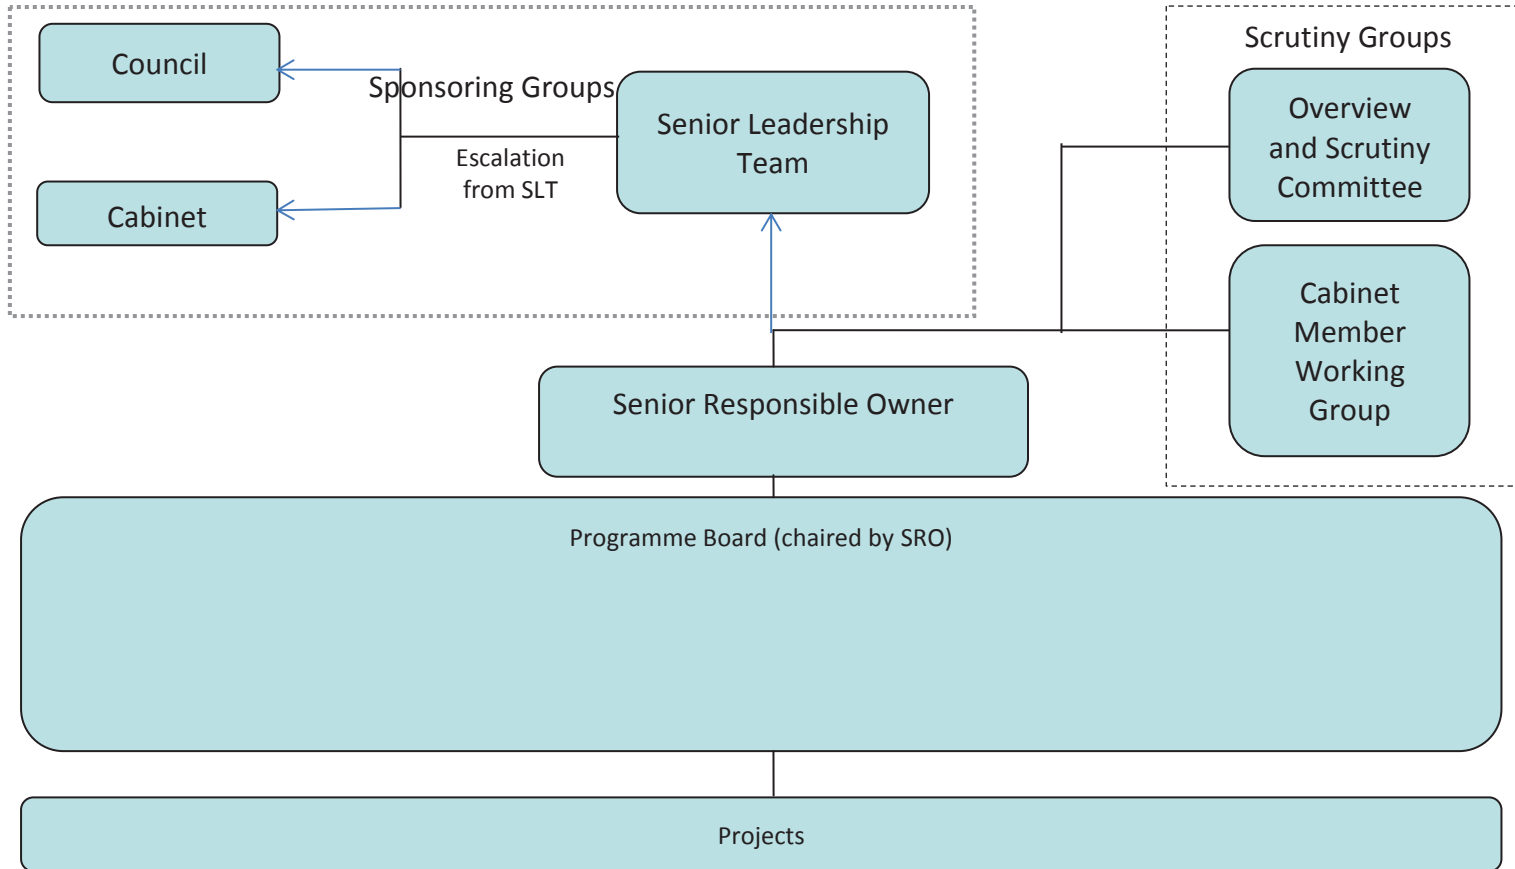 Council
Sponsoring Groups
Senior Leadership
Team
Escalation
from SLT
Cabinet
Scrutiny Groups
Overview
and Scrutiny
Committee
Cabinet
Member
Working
Group
Senior Responsible Owner
Programme Board (chaired by SRO)
Projects